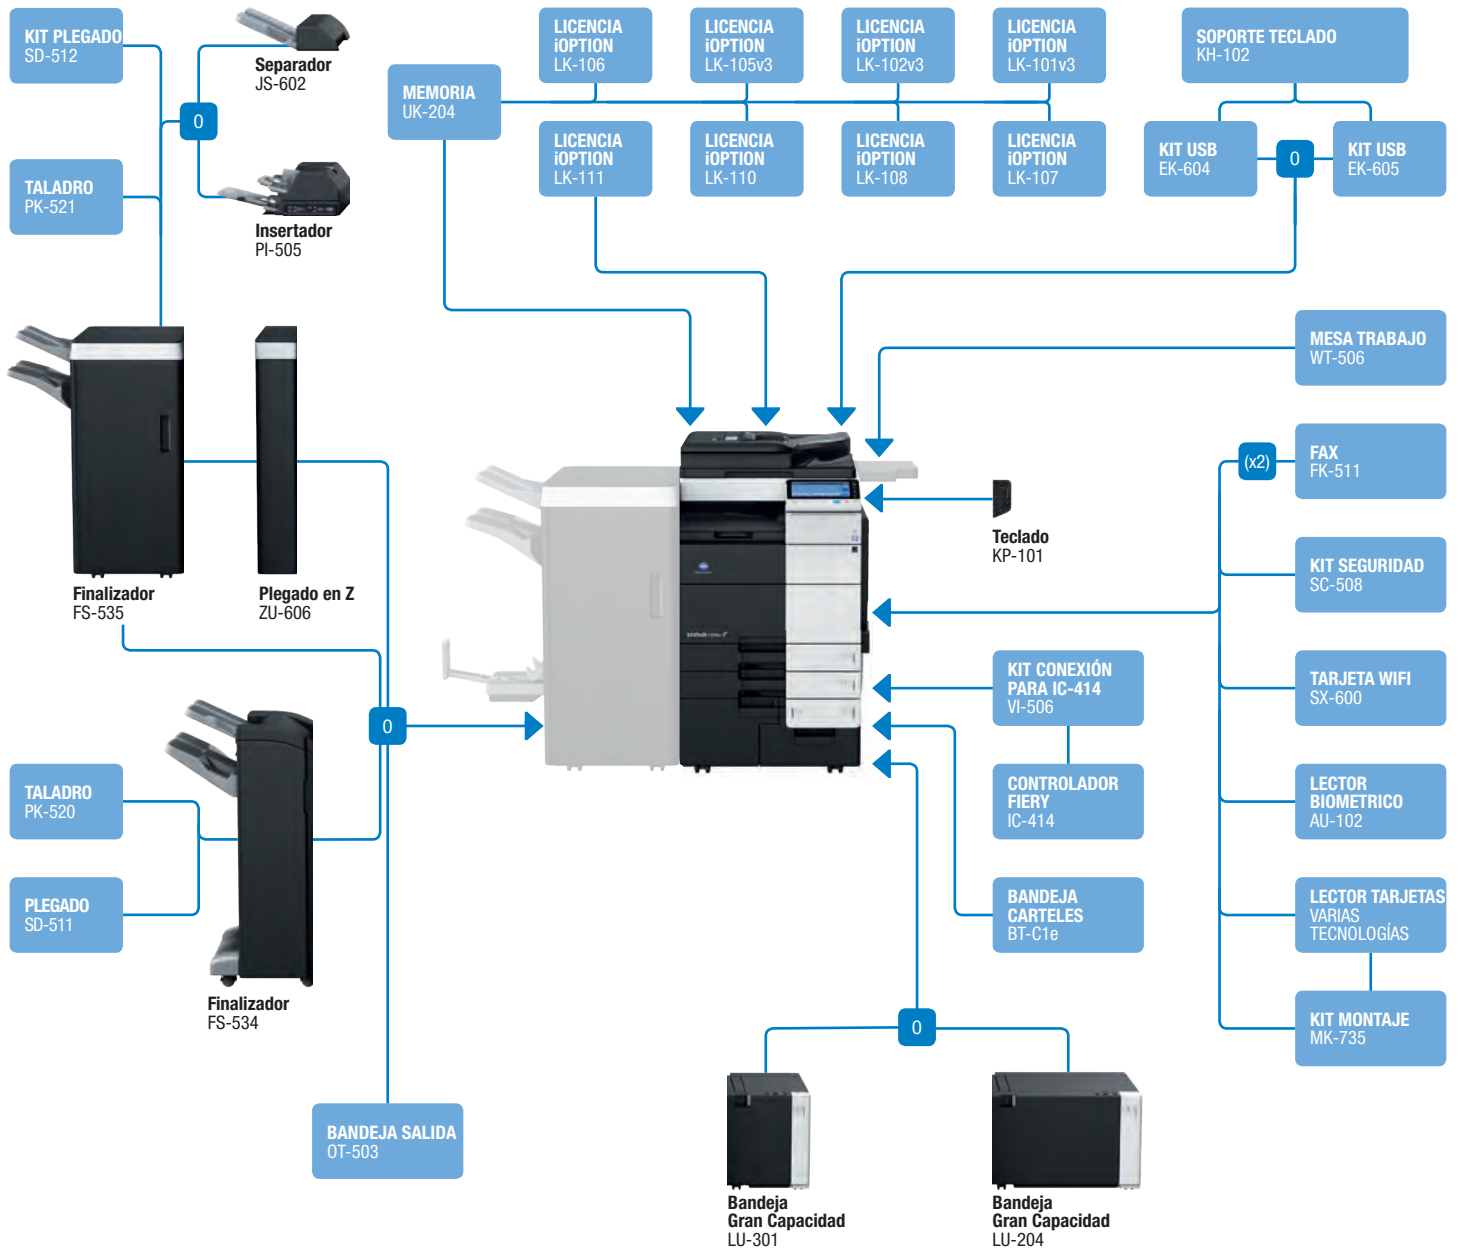 KIT PLEGADO
SD-512
Separador
JS-602
0
TALADRO
PK-521
Insertador
PI-505
MEMORIA
UK-204
LICENCIA
iOPTION
LK-106
LICENCIA
iOPTION
LK-105v3
LICENCIA
iOPTION
LK-102v3
LICENCIA
iOPTION
LK-101v3
LICENCIA
iOPTION
LK-111
LICENCIA
iOPTION
LK-110
LICENCIA
iOPTION
LK-108
LICENCIA
iOPTION
LK-107
SOPORTE TECLADO
KH-102
KIT USB
EK-604
0
KIT USB
EK-605
MESA TRABAJO
WT-506
(x2)
FAX
FK-511
Teclado
KP-101
KIT SEGURIDAD
SC-508
Finalizador
FS-535
Plegado en Z
ZU-606
KIT CONEXIÓN
PARA IC-414
VI-506
TARJETA WIFI
SX-600
0
TALADRO
PK-520
CONTROLADOR
FIERY
IC-414
LECTOR
BIOMETRICO
AU-102
PLEGADO
SD-511
BANDEJA
CARTELES
BT-C1e
LECTOR TARJETAS
VARIAS
TECNOLOGÍAS
Finalizador
FS-534
0
KIT MONTAJE
MK-735
BANDEJA SALIDA
OT-503
Bandeja
Gran Capacidad
LU-301
Bandeja
Gran Capacidad
LU-204